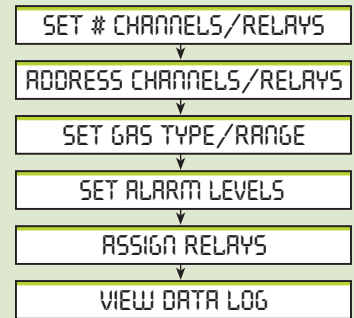 SET # CHANNELS/RELAYS
ADDRESS CHANNELS/RELAYS
SET GAS TYPE/RANGE
SET ALARM LEVELS
ASSIGN RELAYS
VIEW DATA LOG